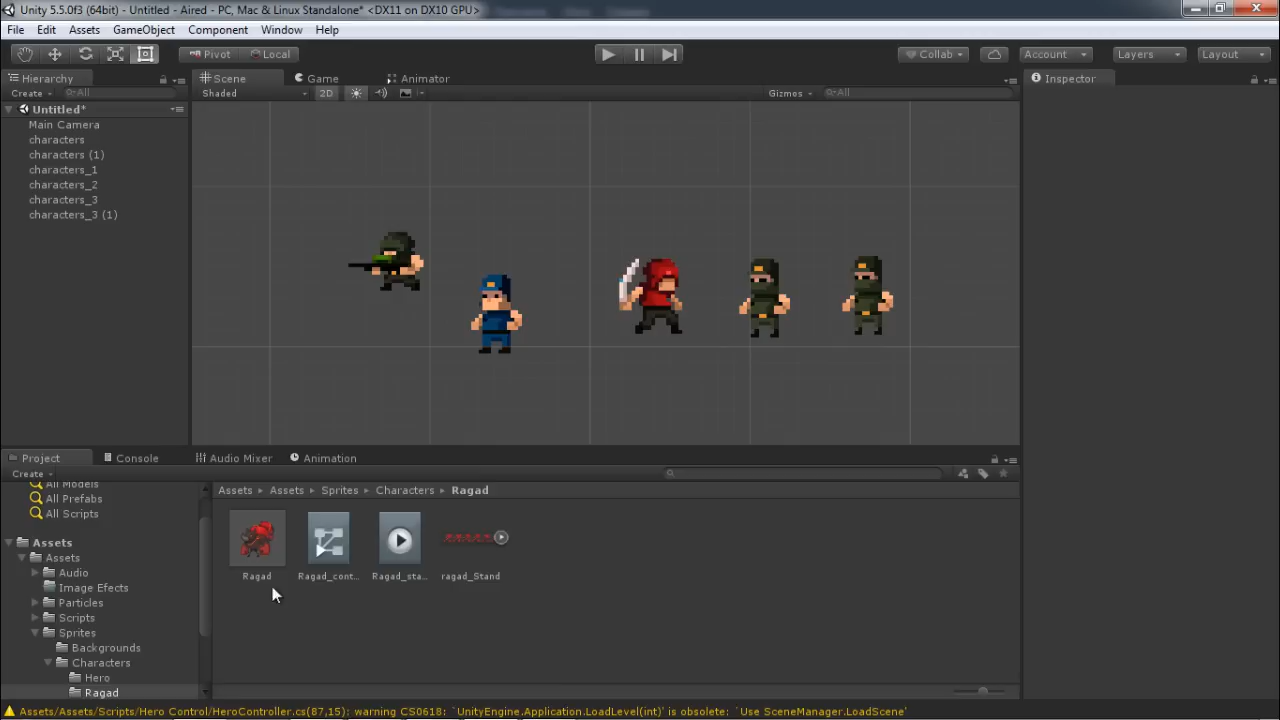 Unity 5.5.0f3 (64bit) - Untitled - Aired - PC, Mac & Linux Standalone* <DX11 on DX10 GPU>
File Edit Assets GameObject Component Window Help
Pivot Local Collab Account Layers Layout
Hierarchy Scene Game Animator Inspector
Create All Shaded 2D Gizmos All
Untitled*
Main Camera
characters
characters (1)
characters_1
characters_2
characters_3
characters_3 (1)
Project Console Audio Mixer Animation
Create
All Models
All Prefabs
All Scripts
Assets
Assets
Audio
Image Efects
Particles
Scripts
Sprites
Backgrounds
Characters
Hero
Ragad
Assets Assets Sprites Characters Ragad
Ragad Ragad_cont... Ragad_sta... ragad_Stand
Assets/Assets/Scripts/Hero Control/HeroController.cs(87,15): warning CS0618: `UnityEngine.Application.LoadLevel(int)' is obsolete: `Use SceneManager.LoadScene'